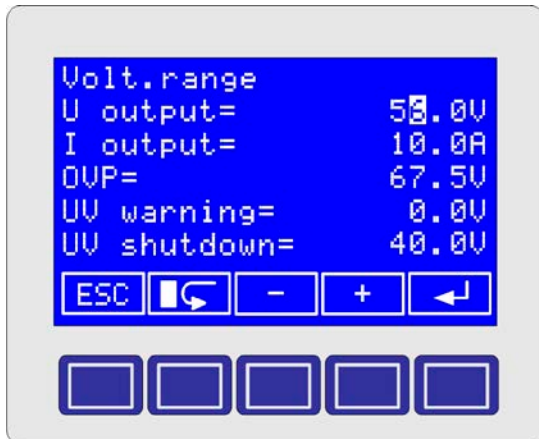 Volt.range
U output= 56.0V
I output= 10.0A
OVP= 67.5V
UV warning= 0.0V
UV shutdown= 40.0V
ESC - +